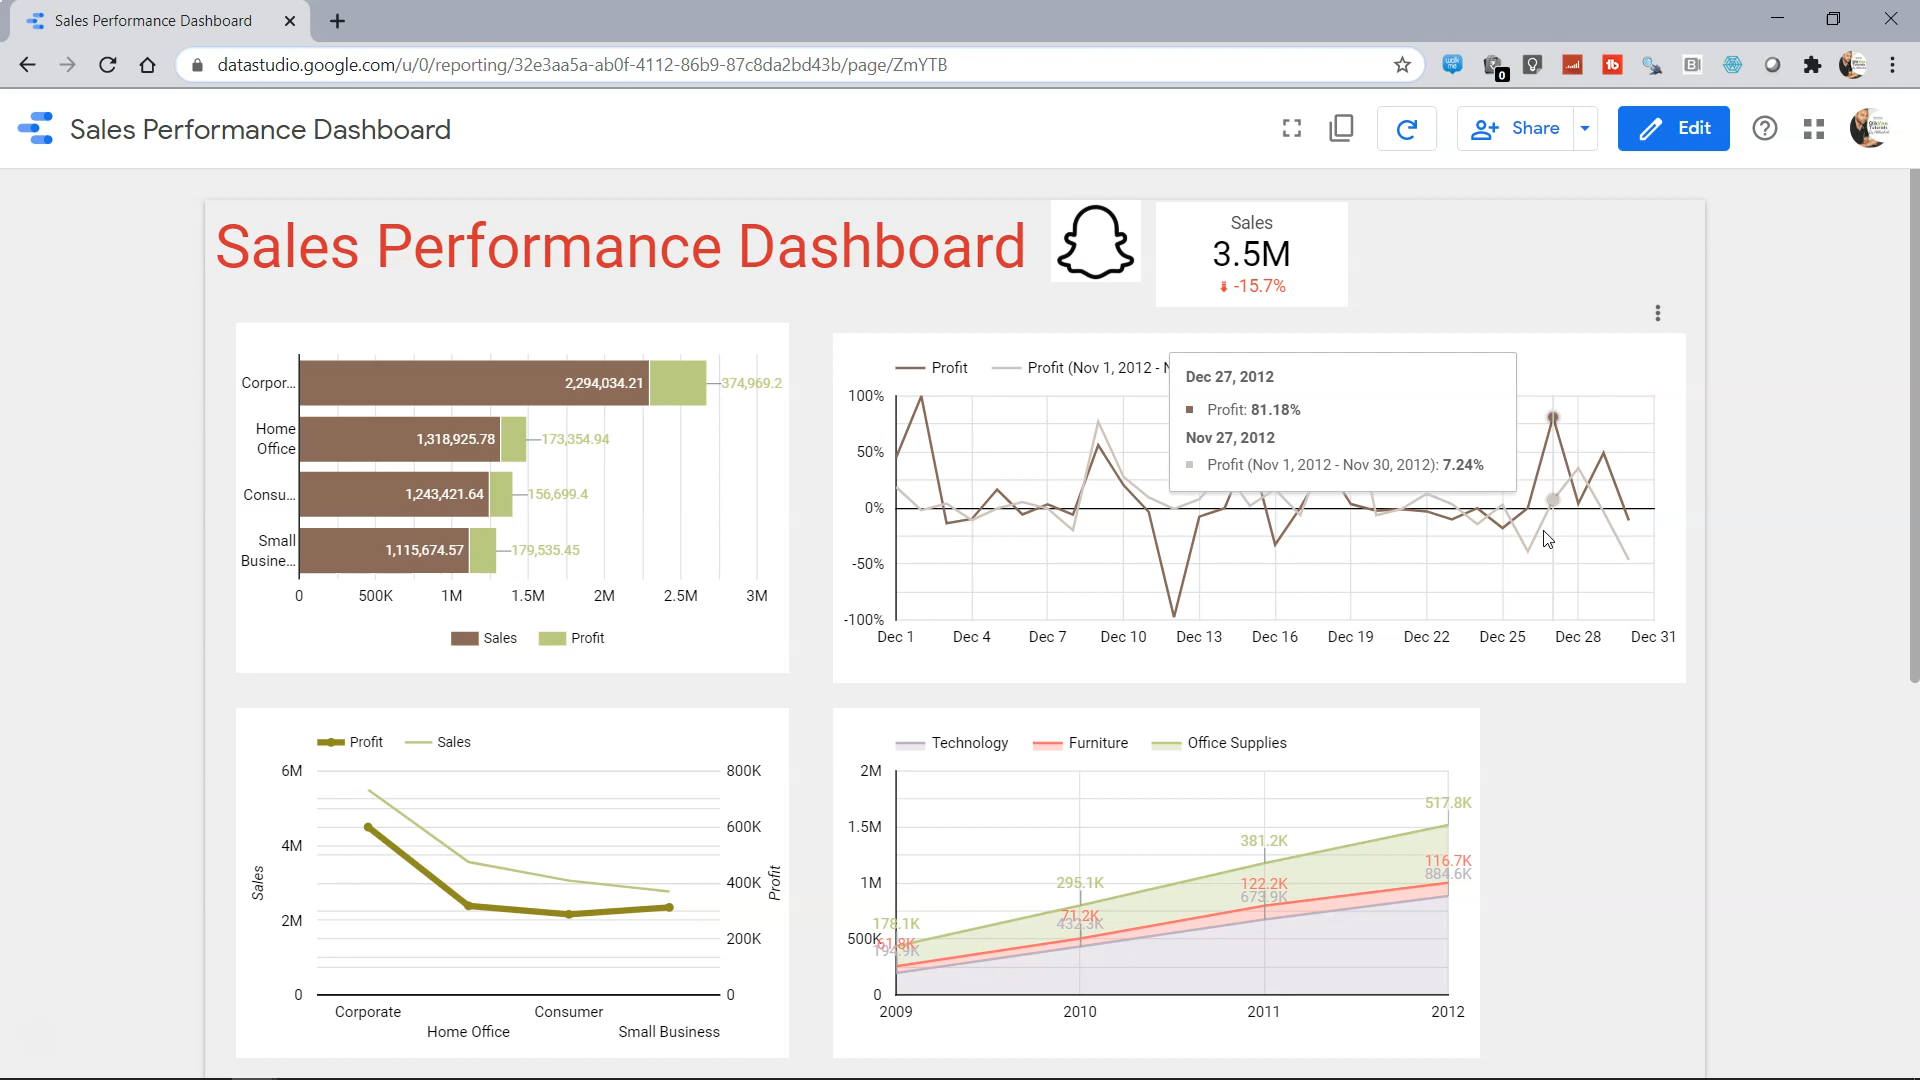 Sales Performance Dashboard
datastudio.google.com/u/0/reporting/32e3aa5a-ab0f-4112-86b9-87c8da2bd43b/page/ZmYTB
0
Sales Performance Dashboard
Share
Edit
Sales Performance Dashboard
Sales
3.5M
-15.7%
Corpor...
2,294,034.21
374,969.2
Home
Office
1,318,925.78
173,354.94
Consu...
1,243,421.64
156,699.4
Small
Busine...
1,115,674.57
179,535.45
0 500K 1M 1.5M 2M 2.5M 3M
Sales Profit
Profit Profit (Nov 1, 2012 -
Dec 27, 2012
Profit: 81.18%
Nov 27, 2012
Profit (Nov 1, 2012 - Nov 30, 2012): 7.24%
100%
50%
0%
-50%
-100%
Dec 1 Dec 4 Dec 7 Dec 10 Dec 13 Dec 16 Dec 19 Dec 22 Dec 25 Dec 28 Dec 31
Profit Sales
6M 800K
600K
4M
Sales 400K Profit
2M
200K
0 0
Corporate Consumer
Home Office Small Business
Technology Furniture Office Supplies
2M
517.8K
1.5M
381.2K
116.7K
884.6K
1M
295.1K
122.2K
673.9K
71.2K
432.3K
178.1K
500K
61.8K
194.9K
0
2009 2010 2011 2012